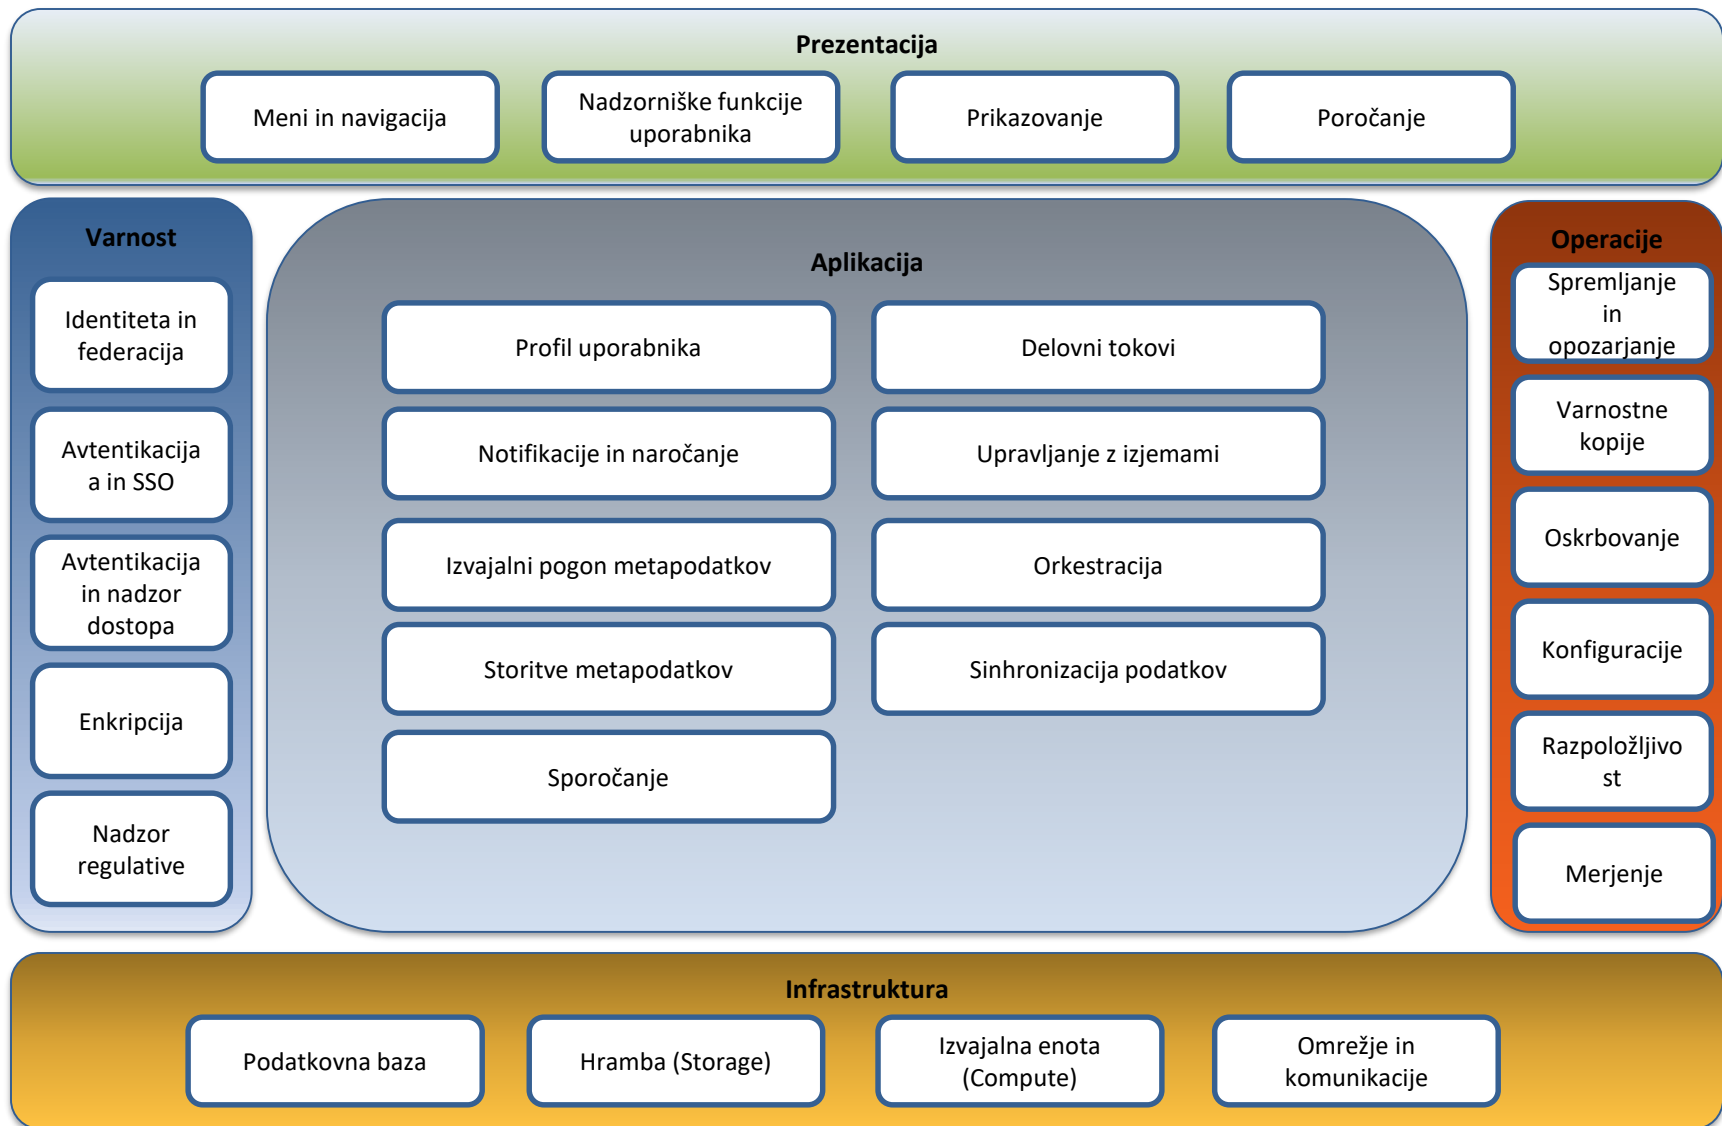 Prezentacija
Meni in navigacija
Nadzorniške funkcije
uporabnika
Prikazovanje
Poročanje
Varnost
Identiteta in
federacija
Avtentikacija
a in SSO
Avtentikacija
in nadzor
dostopa
Enkripcija
Nadzor
regulative
Aplikacija
Profil uporabnika
Delovni tokovi
Notifikacije in naročanje
Upravljanje z izjemami
Izvajalni pogon metapodatkov
Orkestracija
Storitve metapodatkov
Sinhronizacija podatkov
Sporočanje
Operacije
Spremljanje
in
opozarjanje
Varnostne
kopije
Oskrbovanje
Konfiguracije
Razpoložljivo
st
Merjenje
Infrastruktura
Podatkovna baza
Hramba (Storage)
Izvajalna enota
(Compute)
Omrežje in
komunikacije